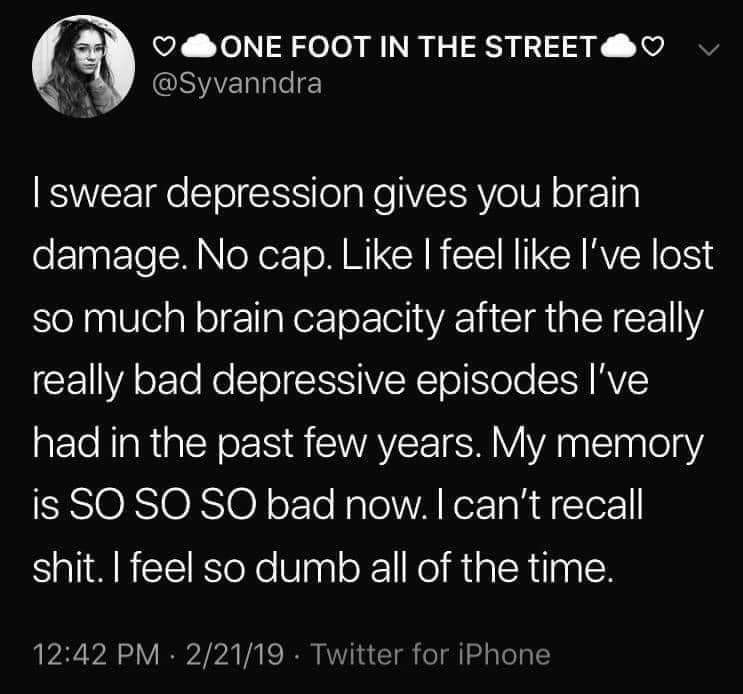 ♡☁ONE FOOT IN THE STREET☁♡
@Syvanndra
I swear depression gives you brain
damage. No cap. Like I feel like I've lost
so much brain capacity after the really
really bad depressive episodes I've
had in the past few years. My memory
is SO SO SO bad now. I can't recall
shit. I feel so dumb all of the time.
12:42 PM · 2/21/19 · Twitter for iPhone